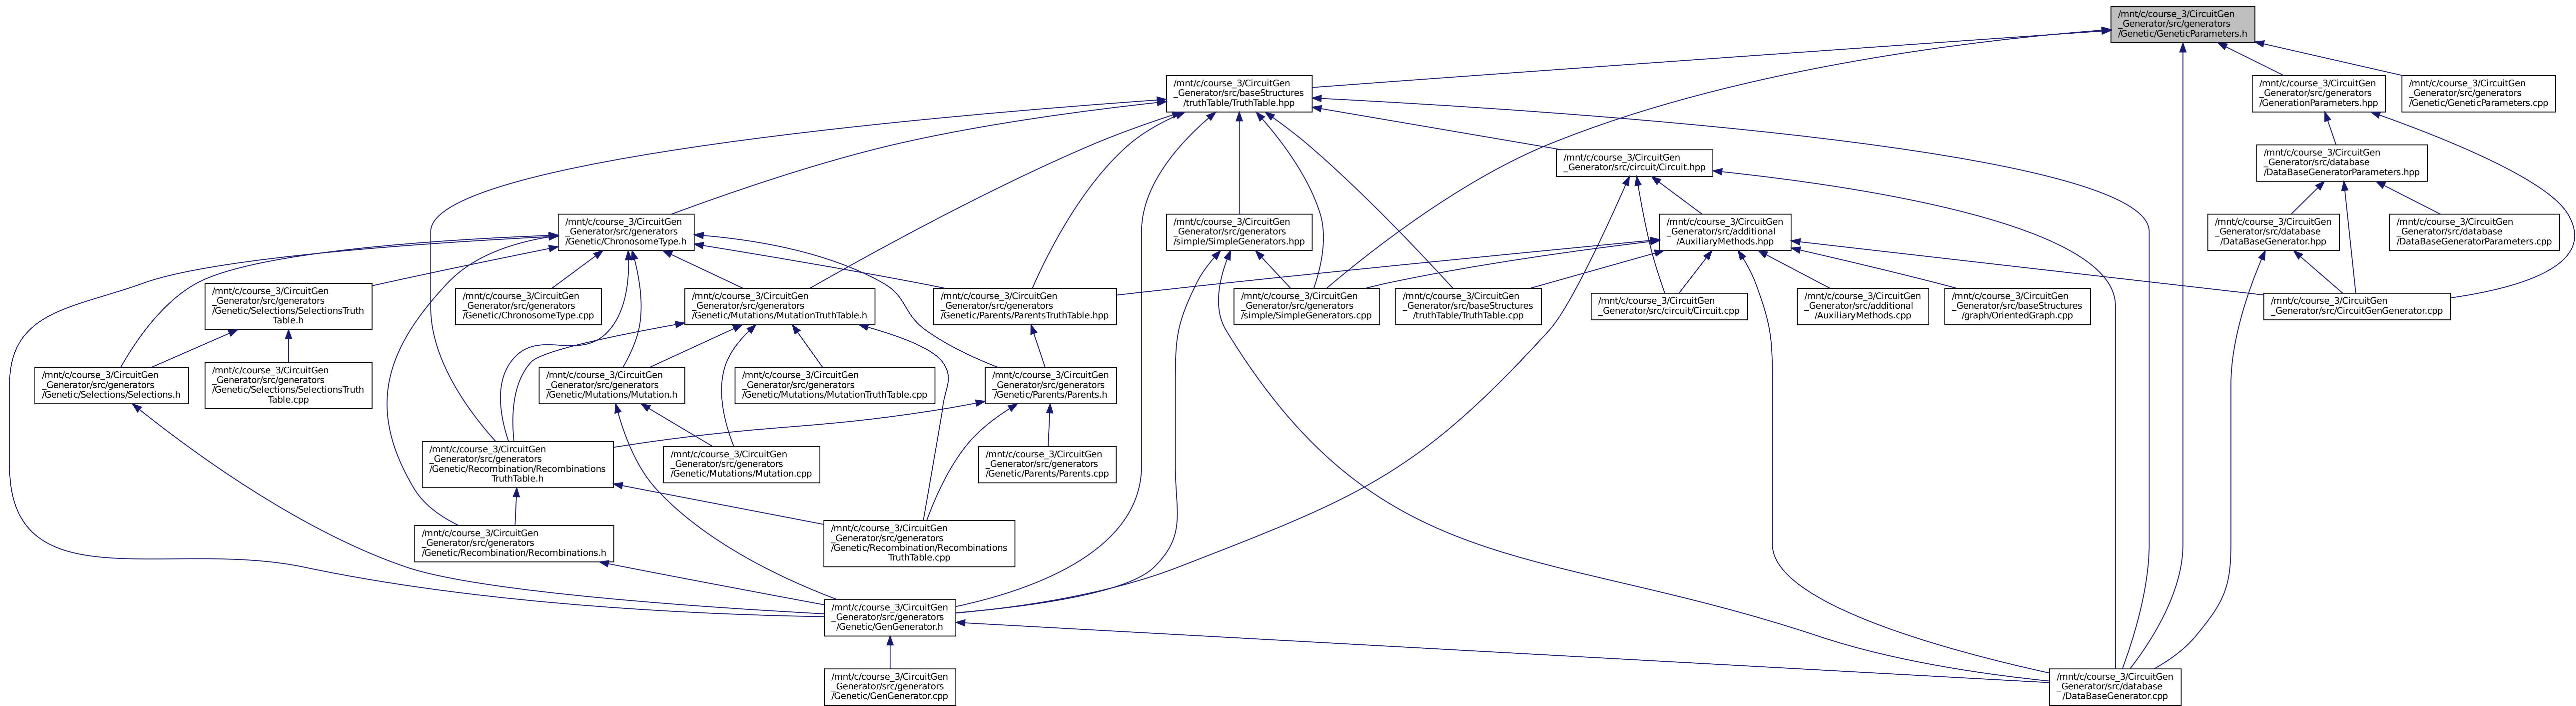 /mnt/c/course_3/CircuitGen
_Generator/src/generators
/Genetic/GeneticParameters.h
/mnt/c/course_3/CircuitGen
_Generator/src/baseStructures
/truthTable/TruthTable.hpp
/mnt/c/course_3/CircuitGen
_Generator/src/generators
/GenerationParameters.hpp
/mnt/c/course_3/CircuitGen
_Generator/src/generators
/Genetic/GeneticParameters.cpp
/mnt/c/course_3/CircuitGen
_Generator/src/circuit/Circuit.hpp
/mnt/c/course_3/CircuitGen
_Generator/src/database
/DataBaseGeneratorParameters.hpp
/mnt/c/course_3/CircuitGen
_Generator/src/generators
/Genetic/ChronosomeType.h
/mnt/c/course_3/CircuitGen
_Generator/src/generators
simple/SimpleGenerators.hpp
/mnt/c/course_3/CircuitGen
_Generator/src/additional
/AuxiliaryMethods.hpp
/mnt/c/course_3/CircuitGen
_Generator/src/database
/DataBaseGenerator.hpp
/mnt/c/course_3/CircuitGen
_Generator/src/database
/DataBaseGeneratorParameters.cpp
/mnt/c/course_3/CircuitGen
_Generator/src/generators
/Genetic/Selections/SelectionsTruth
Table.h
/mnt/c/course_3/CircuitGen
_Generator/src/generators
/Genetic/ChronosomeType.cpp
/mnt/c/course_3/CircuitGen
_Generator/src/generators
/Genetic/Mutations/MutationTruthTable.h
/mnt/c/course_3/CircuitGen
_Generator/src/generators
/Genetic/Parents/ParentsTruthTable.hpp
/mnt/c/course_3/CircuitGen
_Generator/src/generators
/simple/SimpleGenerators.cpp
/mnt/c/course_3/CircuitGen
_Generator/src/baseStructures
/truthTable/TruthTable.cpp
/mnt/c/course_3/CircuitGen
_Generator/src/circuit/Circuit.cpp
/mnt/c/course_3/CircuitGen
_Generator/src/additional
/AuxiliaryMethods.cpp
/mnt/c/course_3/CircuitGen
_Generator/src/baseStructures
/graph/OrientedGraph.cpp
/mnt/c/course_3/CircuitGen
_Generator/src/CircuitGenGenerator.cpp
/mnt/c/course_3/CircuitGen
_Generator/src/generators
/Genetic/Selections/Selections.h
/mnt/c/course_3/CircuitGen
_Generator/src/generators
/Genetic/Selections/SelectionsTruth
Table.cpp
/mnt/c/course_3/CircuitGen
_Generator/src/generators
/Genetic/Mutations/Mutation.h
/mnt/c/course_3/CircuitGen
_Generator/src/generators
/Genetic/Mutations/MutationTruthTable.cpp
/mnt/c/course_3/CircuitGen
_Generator/src/generators
/Genetic/Parents/Parents.h
/mnt/c/course_3/CircuitGen
_Generator/src/generators
/Genetic/Recombination/Recombinations
TruthTable.h
/mnt/c/course_3/CircuitGen
_Generator/src/generators
/Genetic/Mutations/Mutation.cpp
/mnt/c/course_3/CircuitGen
_Generator/src/generators
/Genetic/Parents/Parents.cpp
/mnt/c/course_3/CircuitGen
_Generator/src/generators
/Genetic/Recombination/Recombinations.h
/mnt/c/course_3/CircuitGen
_Generator/src/generators
/Genetic/Recombination/Recombinations
TruthTable.cpp
/mnt/c/course_3/CircuitGen
_Generator/src/generators
/Genetic/GenGenerator.h
/mnt/c/course_3/CircuitGen
_Generator/src/generators
/Genetic/GenGenerator.cpp
/mnt/c/course_3/CircuitGen
_Generator/src/database
/DataBaseGenerator.cpp